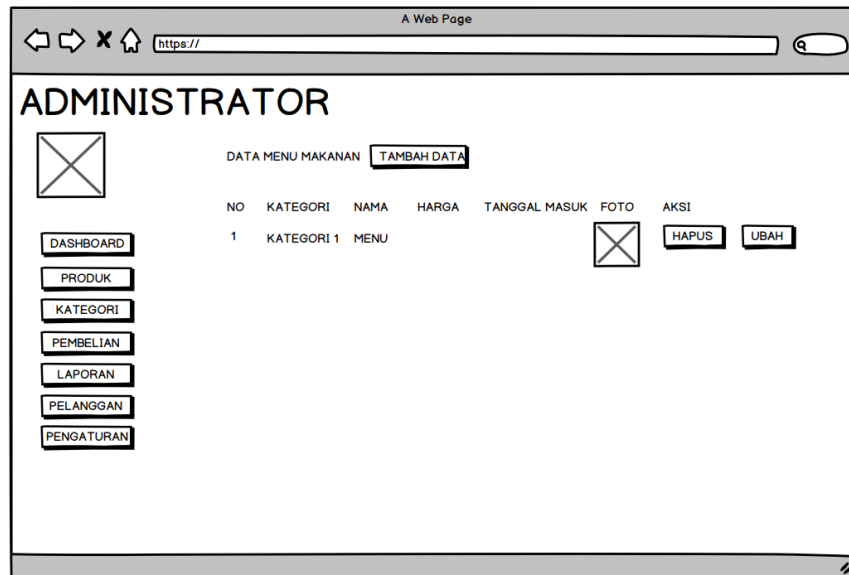 A Web Page
https://
ADMINISTRATOR
DATA MENU MAKANAN TAMBAH DATA
NO KATEGORI NAMA HARGA TANGGAL MASUK FOTO AKSI
1 KATEGORI 1 MENU HAPUS UBAH
DASHBOARD
PRODUK
KATEGORI
PEMBELIAN
LAPORAN
PELANGGAN
PENGATURAN